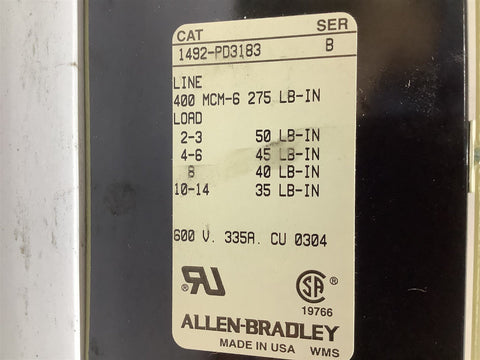 CAT SER
1492-PD3183 B
LINE
400 MCM-6 275 LB-IN
LOAD
2-3 50 LB-IN
4-6 45 LB-IN
8 40 LB-IN
10-14 35 LB-IN
600 V. 335A. CU 0304
RU ®
SA ®
19766
ALLEN-BRADLEY
MADE IN USA WMS